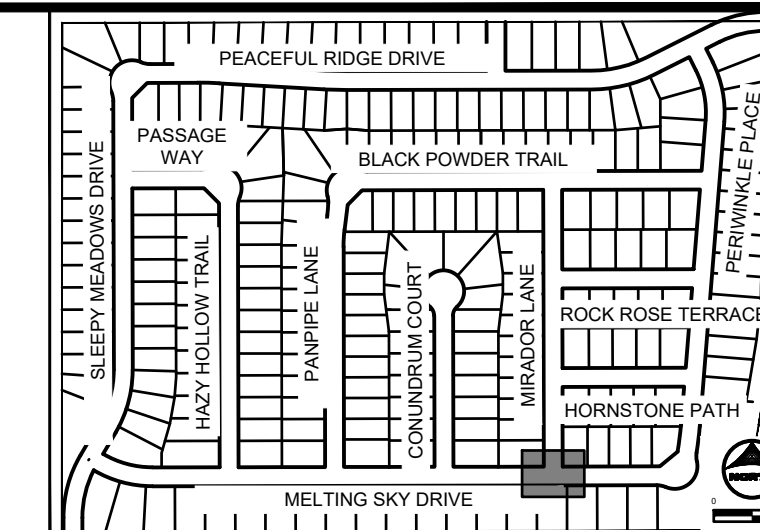 PEACEFUL RIDGE DRIVE
PASSAGE
WAY
BLACK POWDER TRAIL
SLEEPY MEADOWS DRIVE
HAZY HOLLOW TRAIL
PANPIPE LANE
CONUNDRUM COURT
MIRADOR LANE
PERIWINKLE PLACE
ROCK ROSE TERRACE
HORNSTONE PATH
MELTING SKY DRIVE
0